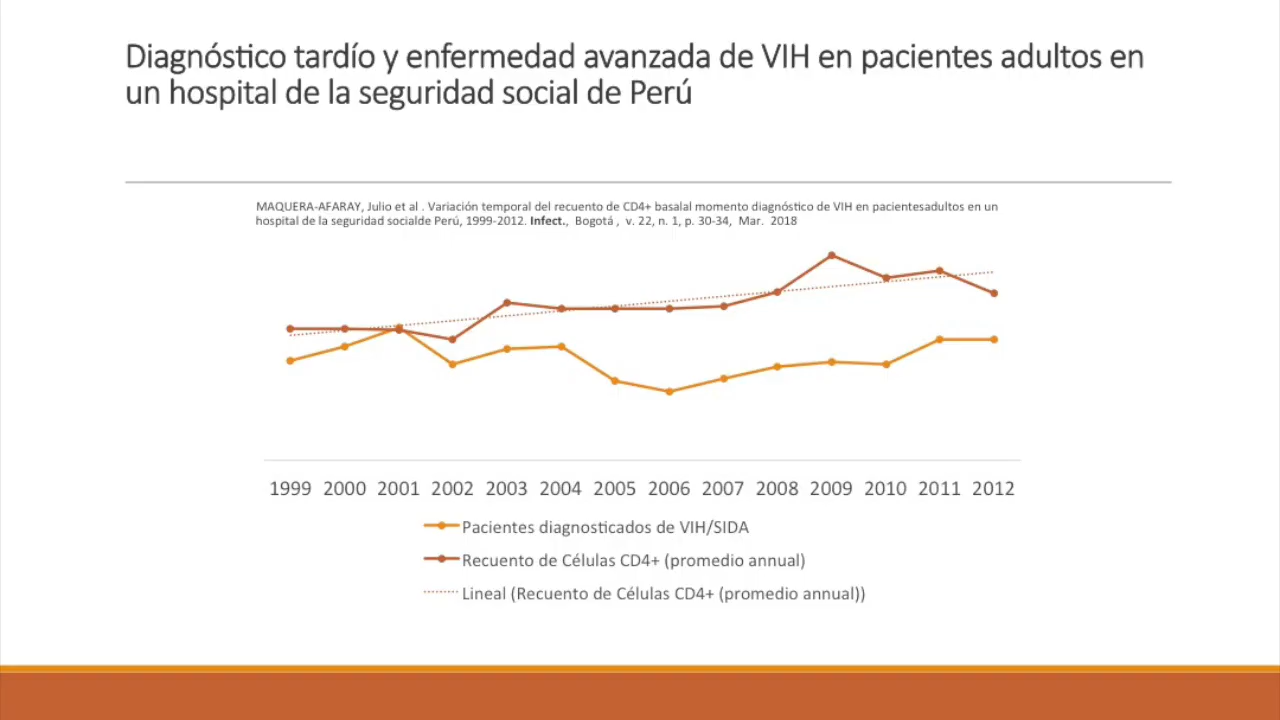 Diagnóstico tardío y enfermedad avanzada de VIH en pacientes adultos en
un hospital de la seguridad social de Perú
MAQUERA-AFARAY, Julio et al . Variación temporal del recuento de CD4+ basalal momento diagnóstico de VIH en pacientesadultos en un
hospital de la seguridad socialde Perú, 1999-2012. Infect., Bogotá , v. 22, n. 1, p. 30-34, Mar. 2018
1999 2000 2001 2002 2003 2004 2005 2006 2007 2008 2009 2010 2011 2012
Pacientes diagnosticados de VIH/SIDA
Recuento de Células CD4+ (promedio annual)
Lineal (Recuento de Células CD4+ (promedio annual))